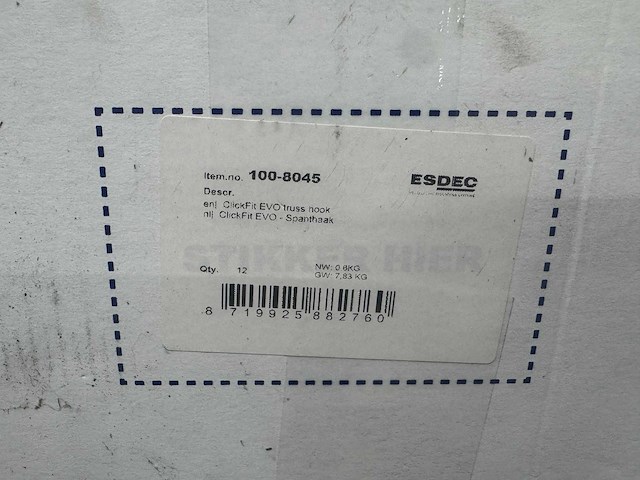 Item.no. 100-8045
ESDEC
Descr.
en| ClickFit EVO truss hook
nl| ClickFit EVO - Spanthaak
STIKKER HIER
Qty. 12
NW: 0.6KG
GW: 7,83 KG
8 719925 882760